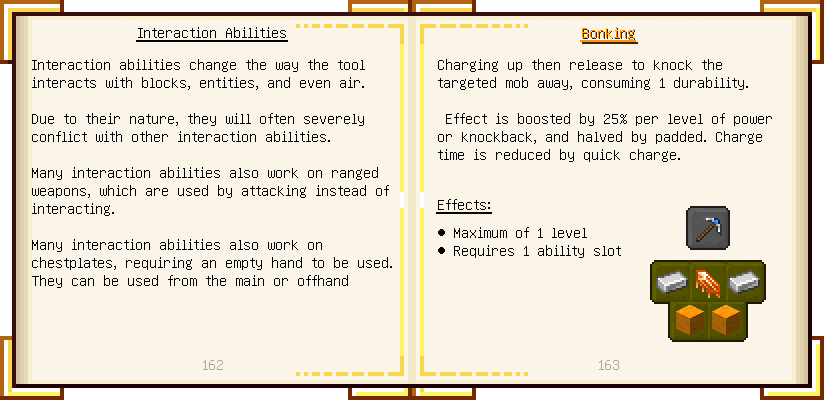 Interaction Abilities
Interaction abilities change the way the tool
interacts with blocks, entities, and even air.
Due to their nature, they will often severely
conflict with other interaction abilities.
Many interaction abilities also work on ranged
weapons, which are used by attacking instead of
interacting.
Many interaction abilities also work on
chestplates, requiring an empty hand to be used.
They can be used from the main or offhand
162
Bonking
Charging up then release to knock the
targeted mob away, consuming 1 durability.
Effect is boosted by 25% per level of power
or knockback, and halved by padded. Charge
time is reduced by quick charge.
Effects:
• Maximum of 1 level
• Requires 1 ability slot
163